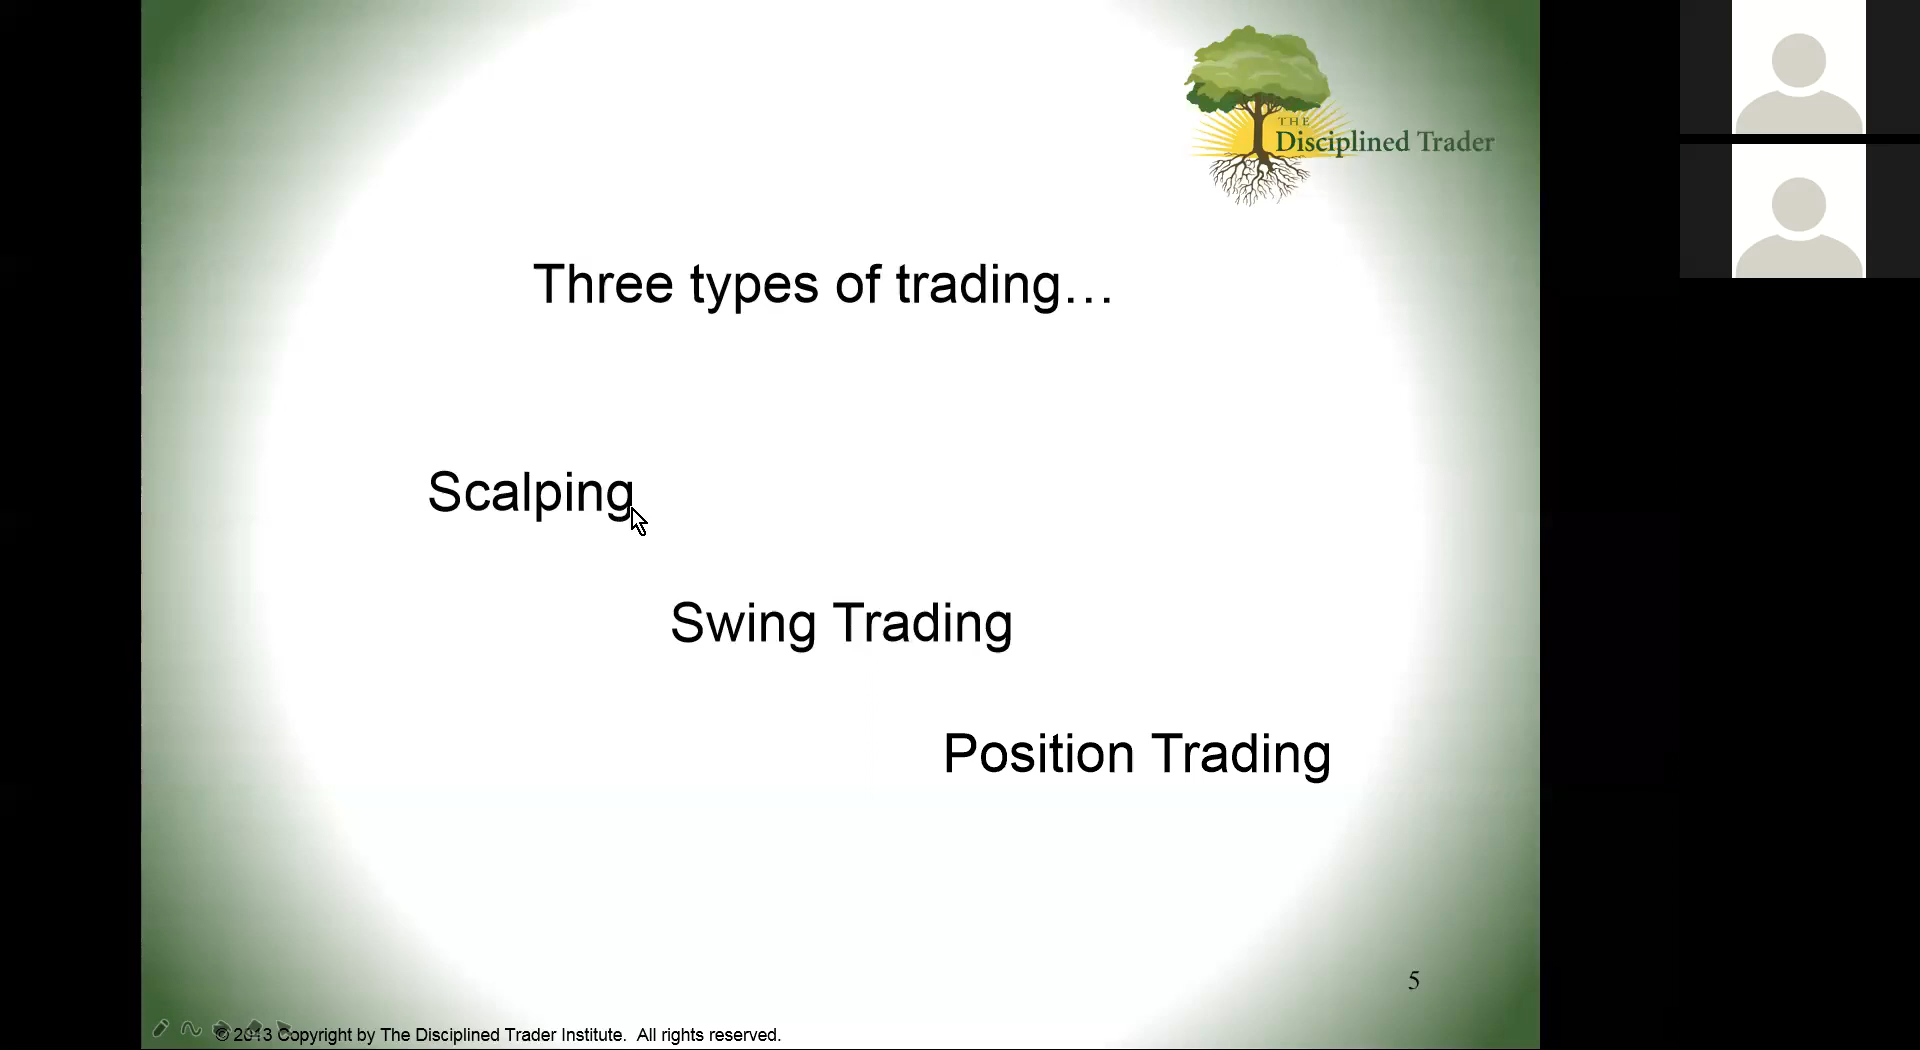 THE
Disciplined Trader
Three types of trading…
Scalping
Swing Trading
Position Trading
5
© 2013 Copyright by The Disciplined Trader Institute.  All rights reserved.